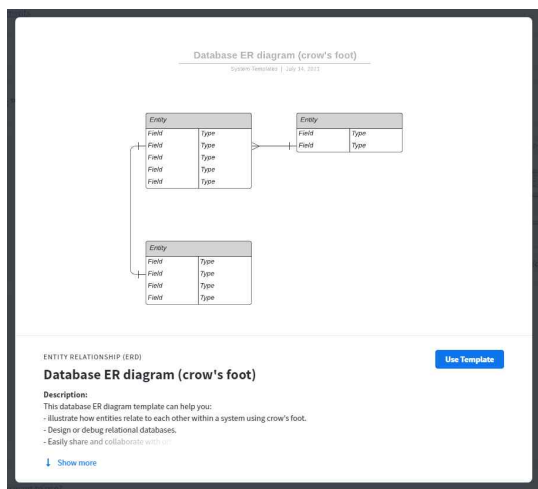 Database ER diagram (crow's foot)
System Templates | July 14, 2021
Entity
Field Type
Field Type
Field Type
Field Type
Field Type
Entity
Field Type
Field Type
Entity
Field Type
Field Type
Field Type
Field Type
ENTITY RELATIONSHIP (ERD)
Use Template
Database ER diagram (crow's foot)
Description:
This database ER diagram template can help you:
- illustrate how entities relate to each other within a system using crow's foot.
- Design or debug relational databases.
- Easily share and collaborate with
Show more